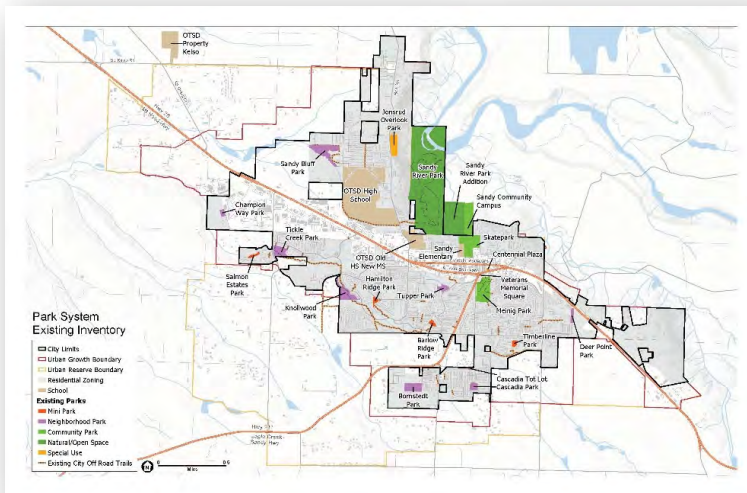 OTSD
Property
Kelso
Jonsrud
Overlook
Park
Sandy Bluff
Park
Sandy
River Park
Sandy
River Park
Addition
OTSD High
School
Sandy Community
Campus
Champion
Way Park
Tickle
Creek Park
Skatepark
Sandy
Elementary
Centennial Plaza
OTSD Old
HS New MS
Salmon
Estates
Park
Hamilton
Ridge Park
Veterans
Memorial
Square
Tupper Park
Knollwood
Park
Meinig Park
Barlow
Ridge
Park
Timberline
Park
Deer Point
Park
Cascadia Tot Lot
Cascadia Park
Bornstedt
Park
Park System
Existing Inventory
City Limits
Urban Growth Boundary
Urban Reserve Boundary
Residential Zoning
School
Existing Parks
Mini Park
Neighborhood Park
Community Park
Natural/Open Space
Special Use
Existing City Off Road Trails
N
0
0.5
Miles